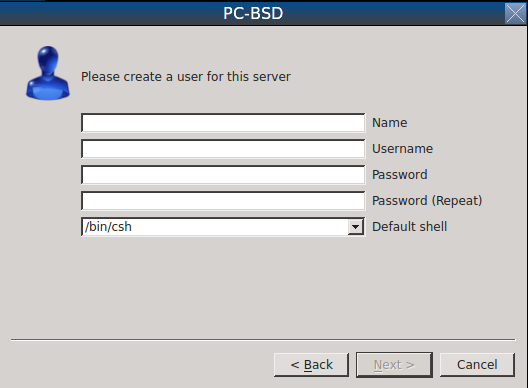 PC-BSD
Please create a user for this server
Name
Username
Password
Password (Repeat)
/bin/csh Default shell
< Back Next > Cancel